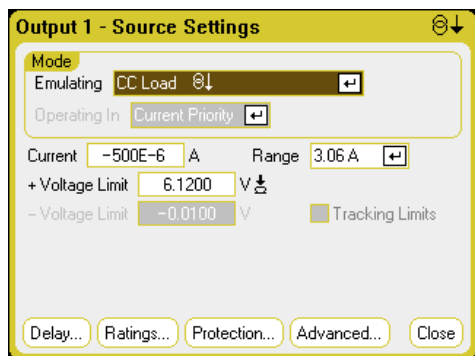 Output 1 - Source Settings
Mode
Emulating CC Load
Operating In Current Priority
Current -500E-6 A Range 3.06 A
+ Voltage Limit 6.1200 V
- Voltage Limit -0.0100 V Tracking Limits
Delay... Ratings... Protection... Advanced... Close